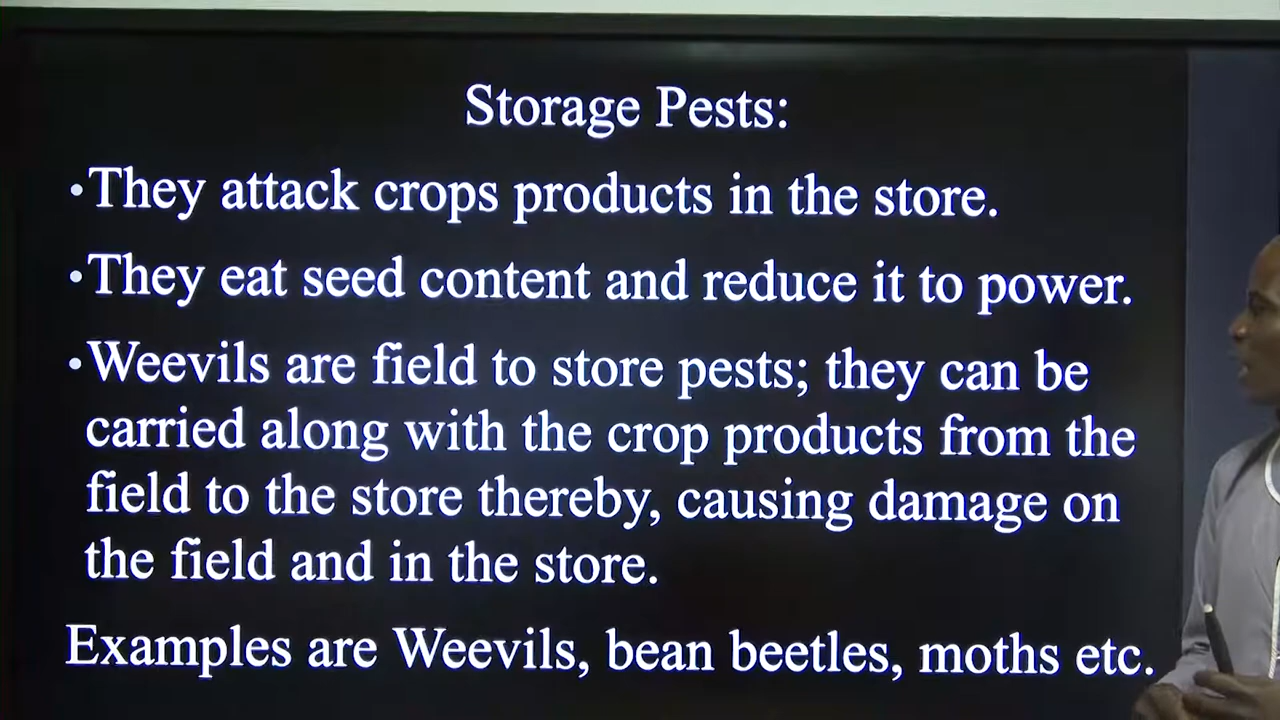 Storage Pests:
•They attack crops products in the store.
•They eat seed content and reduce it to power.
•Weevils are field to store pests; they can be
carried along with the crop products from the
field to the store thereby, causing damage on
the field and in the store.
Examples are Weevils, bean beetles, moths etc.